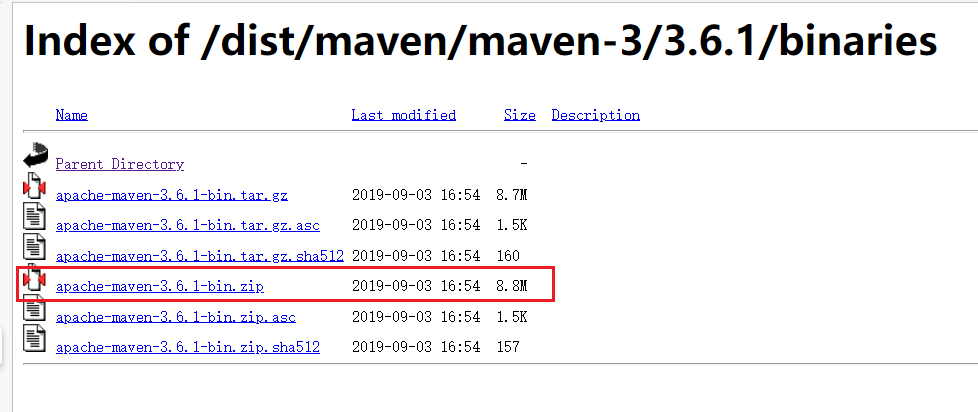 Index of /dist/maven/maven-3/3.6.1/binaries
Name Last modified Size Description
Parent Directory -
apache-maven-3.6.1-bin.tar.gz 2019-09-03 16:54 8.7M
apache-maven-3.6.1-bin.tar.gz.asc 2019-09-03 16:54 1.5K
apache-maven-3.6.1-bin.tar.gz.sha512 2019-09-03 16:54 160
apache-maven-3.6.1-bin.zip 2019-09-03 16:54 8.8M
apache-maven-3.6.1-bin.zip.asc 2019-09-03 16:54 1.5K
apache-maven-3.6.1-bin.zip.sha512 2019-09-03 16:54 157